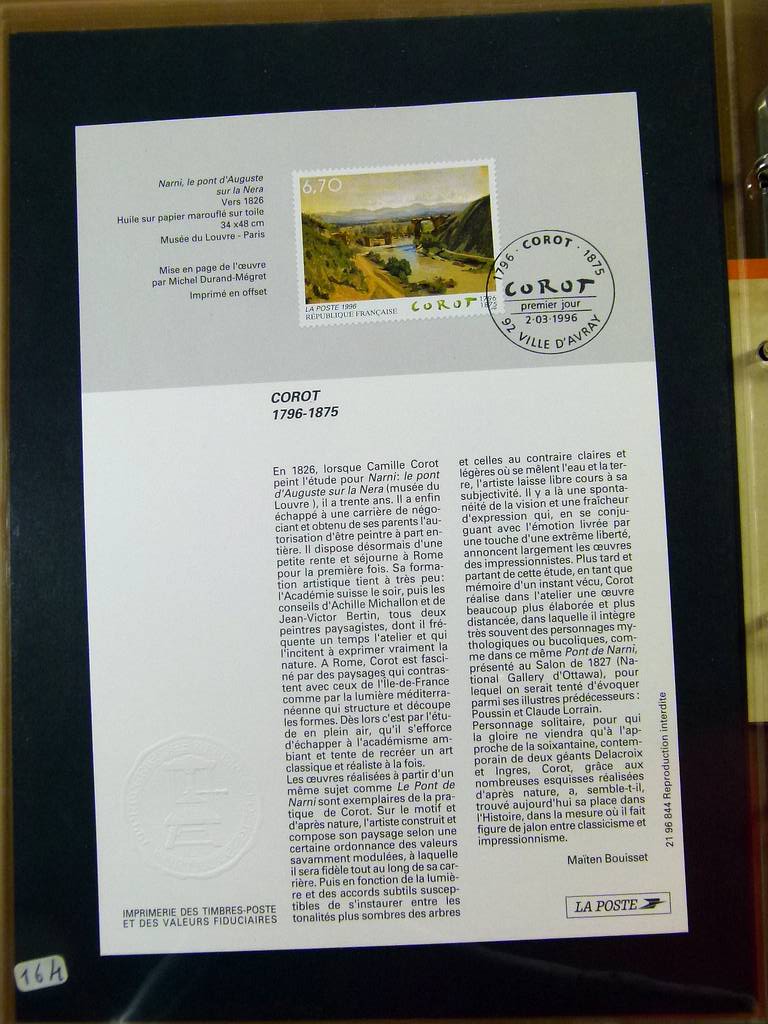 Narni, le pont d'Auguste
sur la Nera
Vers 1826
Huile sur papier marouflé sur toile
34 x48 cm
Musée du Louvre - Paris
Mise en page de l'œuvre
par Michel Durand-Mégret
Imprimé en offset
6,70
LA POSTE 1996
RÉPUBLIQUE FRANÇAISE
COROT
1796
1875
1796 · COROT · 1875
COROT
premier jour
2-03-1996
92 VILLE D'AVRAY
COROT
1796-1875
En 1826, lorsque Camille Corot
peint l'étude pour Narni: le pont
d'Auguste sur la Nera (musée du
Louvre ), il a trente ans. Il a enfin
échappé à une carrière de négo-
ciant et obtenu de ses parents l'au-
torisation d'être peintre à part en-
tière. Il dispose désormais d'une
petite rente et séjourne à Rome
pour la première fois. Sa forma-
tion artistique tient à très peu:
l'Académie suisse le soir, puis les
conseils d'Achille Michallon et de
Jean-Victor Bertin, tous deux
peintres paysagistes, dont il fré-
quente un temps l'atelier et qui
l'incitent à exprimer vraiment la
nature. A Rome, Corot est fasci-
né par des paysages qui contras-
tent avec ceux de l'Ile-de-France
comme par la lumière méditerra-
néenne qui structure et découpe
les formes. Dès lors c'est par l'étu-
de en plein air, qu'il s'efforce
d'échapper à l'académisme am-
biant et tente de recréer un art
classique et réaliste à la fois.
Les œuvres réalisées à partir d'un
même sujet comme Le Pont de
Narni sont exemplaires de la pra-
tique de Corot. Sur le motif et
d'après nature, l'artiste construit et
compose son paysage selon une
certaine ordonnance des valeurs
savamment modulées, à laquelle
il sera fidèle tout au long de sa car-
rière. Puis en fonction de la lumiè-
re et des accords subtils suscep-
tibles de s'instaurer entre les
tonalités plus sombres des arbres
et celles au contraire claires et
légères où se mêlent l'eau et la ter-
re, l'artiste laisse libre cours à sa
subjectivité. Il y a là une sponta-
néité de la vision et une fraîcheur
d'expression qui, en se conju-
guant avec l'émotion livrée par
une touche d'une extrême liberté,
annoncent largement les œuvres
des impressionnistes. Plus tard et
partant de cette étude, en tant que
mémoire d'un instant vécu, Corot
réalise dans l'atelier une œuvre
beaucoup plus élaborée et plus
distancée, dans laquelle il intègre
très souvent des personnages my-
thologiques ou bucoliques, com-
me dans ce même Pont de Narni,
présenté au Salon de 1827 (Na-
tional Gallery d'Ottawa), pour
lequel on serait tenté d'évoquer
parmi ses illustres prédécesseurs :
Poussin et Claude Lorrain.
Personnage solitaire, pour qui
la gloire ne viendra qu'à l'ap-
proche de la soixantaine, contem-
porain de deux géants Delacroix
et Ingres, Corot, grâce aux
nombreuses esquisses réalisées
d'après nature, a, semble-t-il,
trouvé aujourd'hui sa place dans
l'Histoire, dans la mesure où il fait
figure de jalon entre classicisme et
impressionnisme.
Maïten Bouisset
21 96 844 Reproduction interdite
IMPRIMERIE DES TIMBRES-POSTE
ET DES VALEURS FIDUCIAIRES
LA POSTE
164